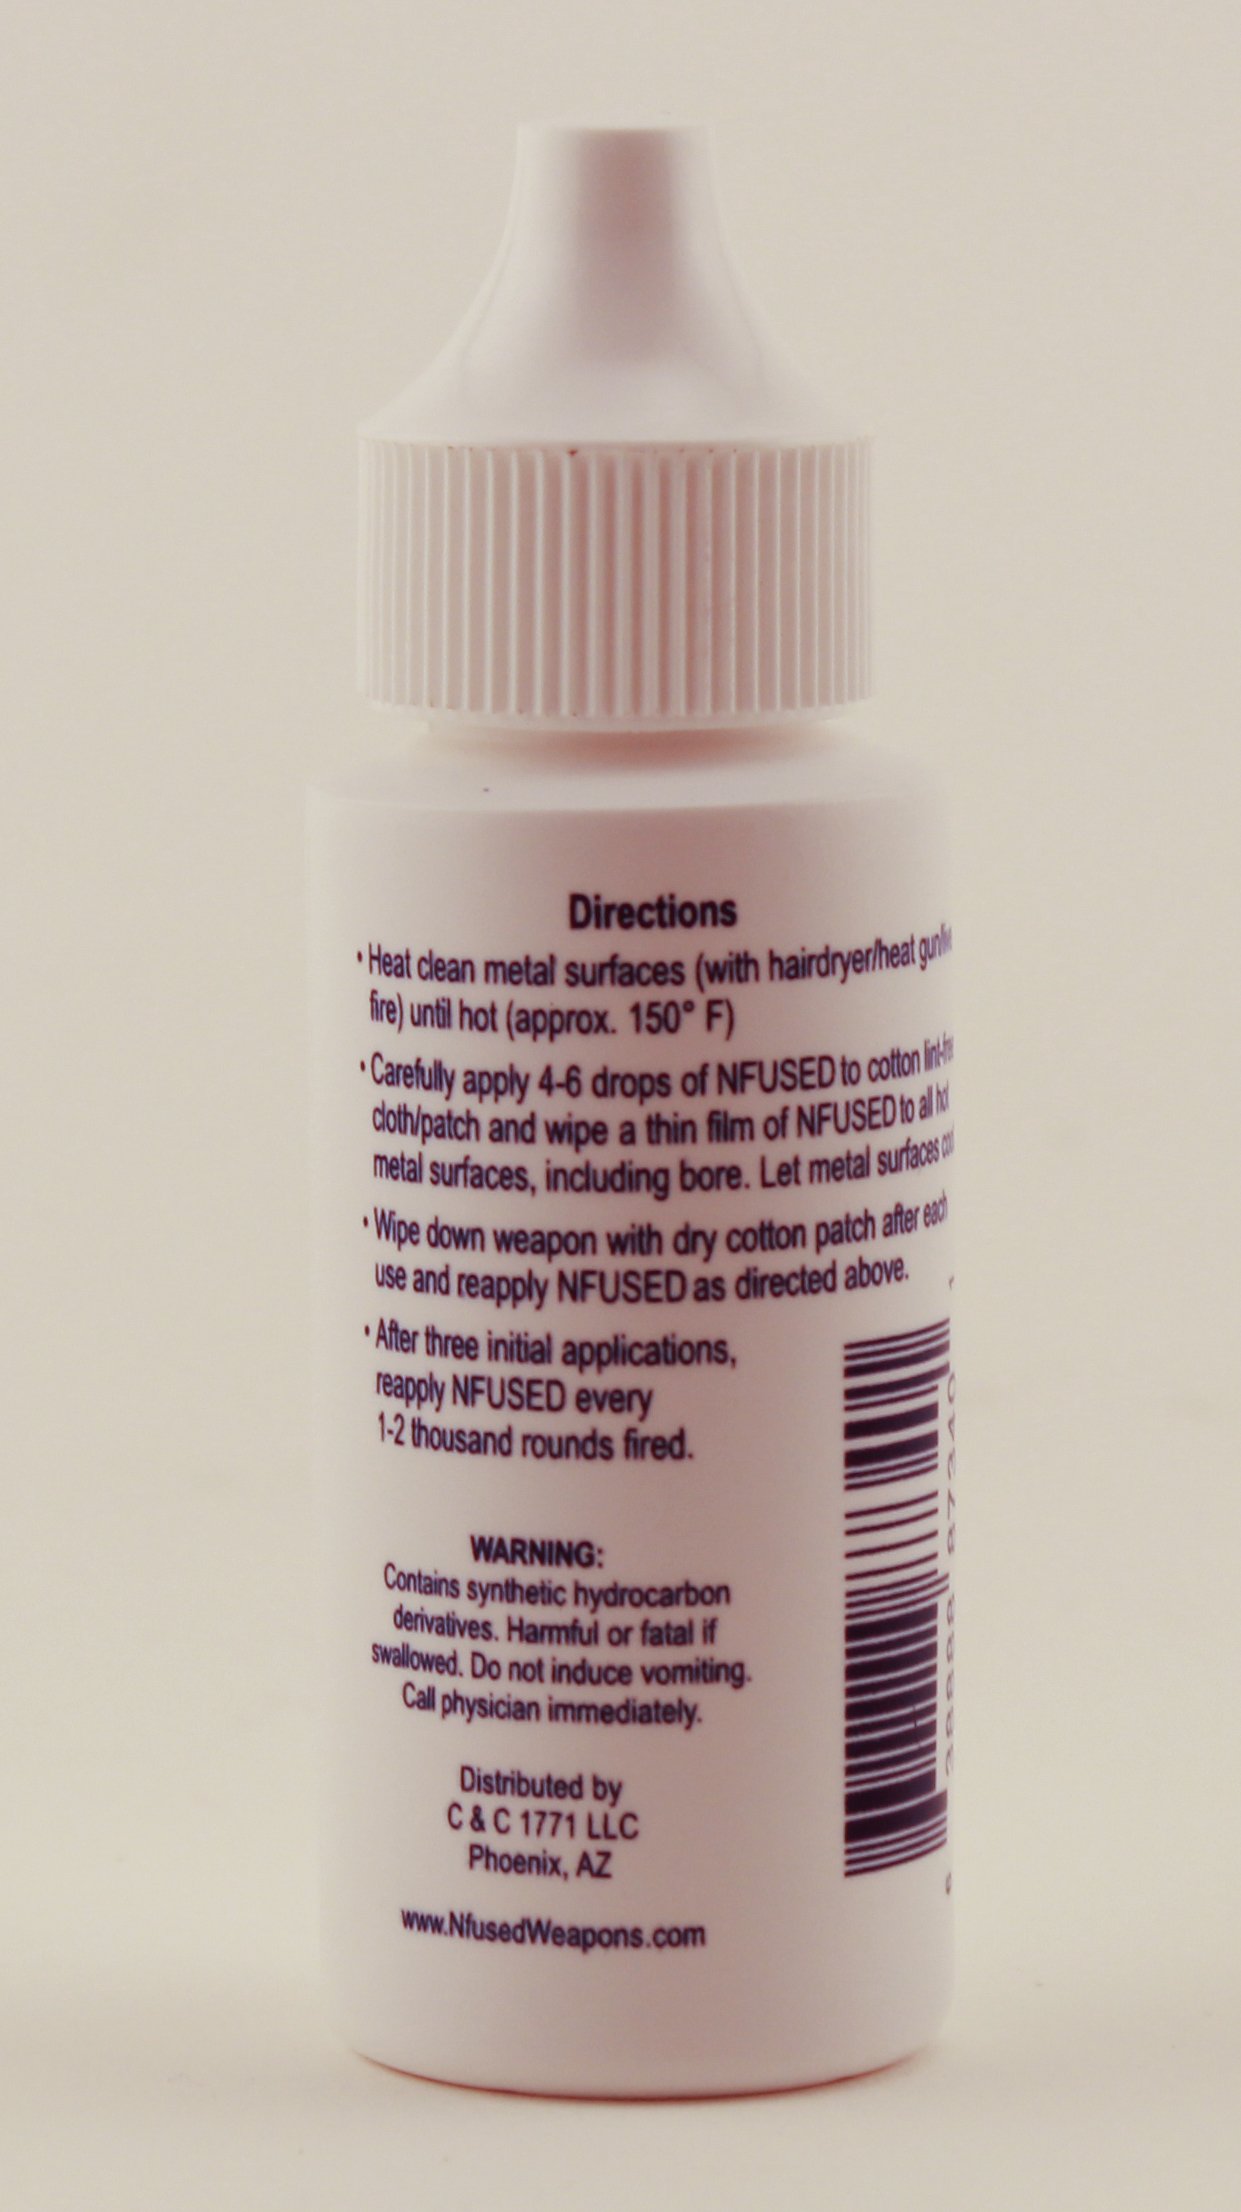 Directions
• Heat clean metal surfaces (with hairdryer/heat gun/live
fire) until hot (approx. 150° F)
• Carefully apply 4-6 drops of NFUSED to cotton lint-free
cloth/patch and wipe a thin film of NFUSED to all hot
metal surfaces, including bore. Let metal surfaces cool
• Wipe down weapon with dry cotton patch after each
use and reapply NFUSED as directed above.
• After three initial applications,
reapply NFUSED every
1-2 thousand rounds fired.
WARNING:
Contains synthetic hydrocarbon
derivatives. Harmful or fatal if
swallowed. Do not induce vomiting.
Call physician immediately.
Distributed by
C & C 1771 LLC
Phoenix, AZ
www.NfusedWeapons.com